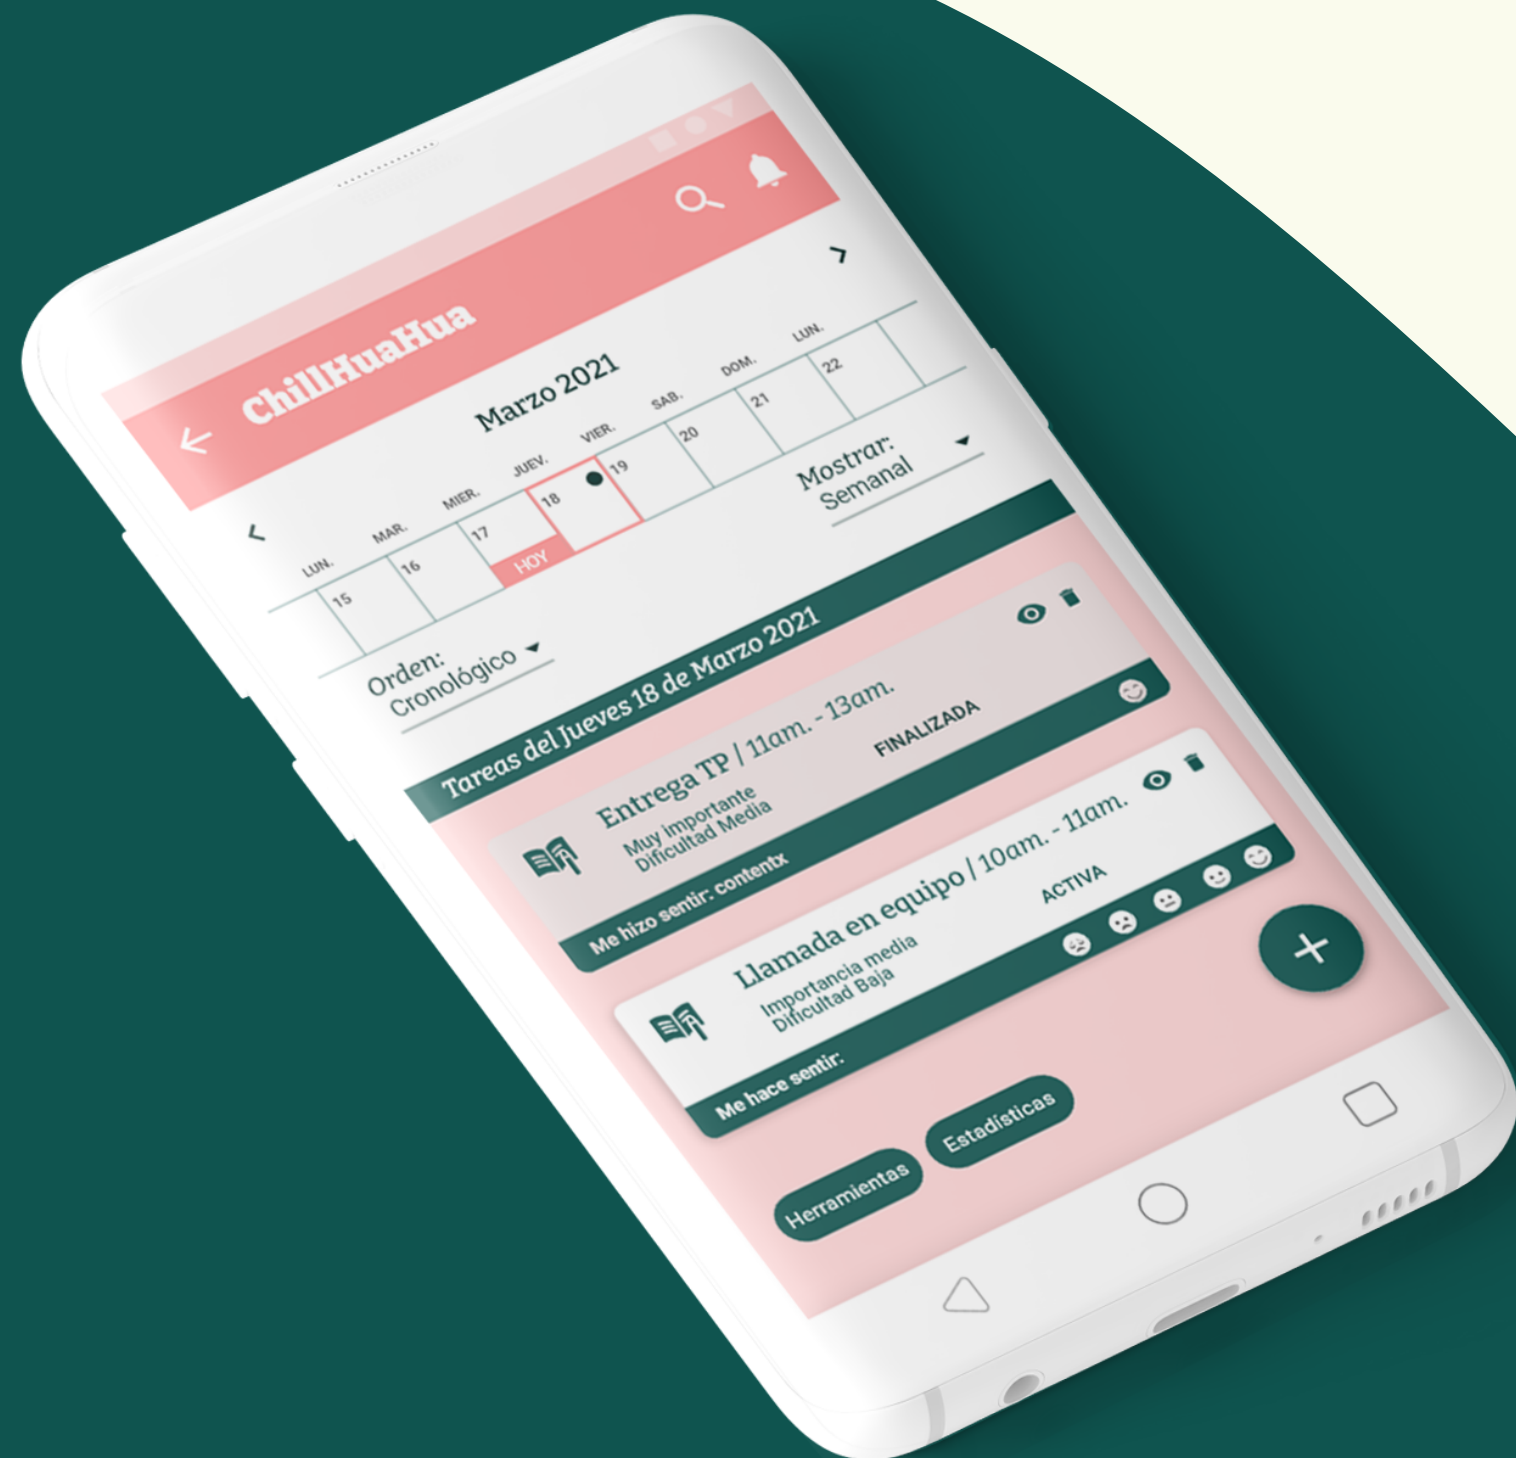 ChillHuaHua
Marzo 2021
LUN. MAR. MIER. JUEV. VIER. SAB. DOM. LUN.
15 16 17 18 19 20 21 22
HOY
Orden:
Cronológico
Mostrar:
Semanal
Tareas del Jueves 18 de Marzo 2021
Entrega TP / 11am. - 13am.
Muy importante
Dificultad Media
FINALIZADA
Me hizo sentir: contentx
Llamada en equipo / 10am. - 11am.
Importancia media
Dificultad Baja
ACTIVA
Me hace sentir:
Herramientas
Estadísticas